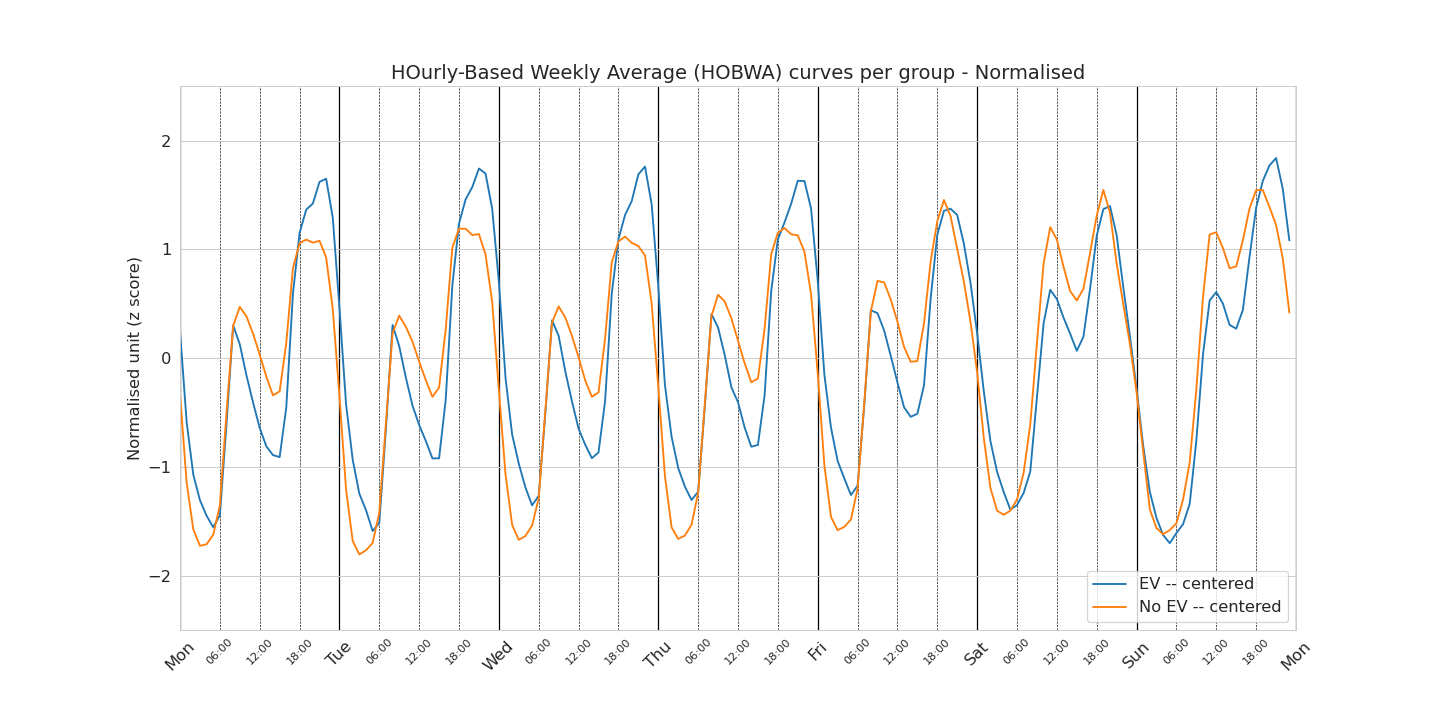 HOurly-Based Weekly Average (HOBWA) curves per group - Normalised
Normalised unit (z score)
2
1
0
−1
−2
EV -- centered
No EV -- centered
Mon 06:00 12:00 18:00 Tue 06:00 12:00 18:00 Wed 06:00 12:00 18:00 Thu 06:00 12:00 18:00 Fri 06:00 12:00 18:00 Sat 06:00 12:00 18:00 Sun 06:00 12:00 18:00 Mon